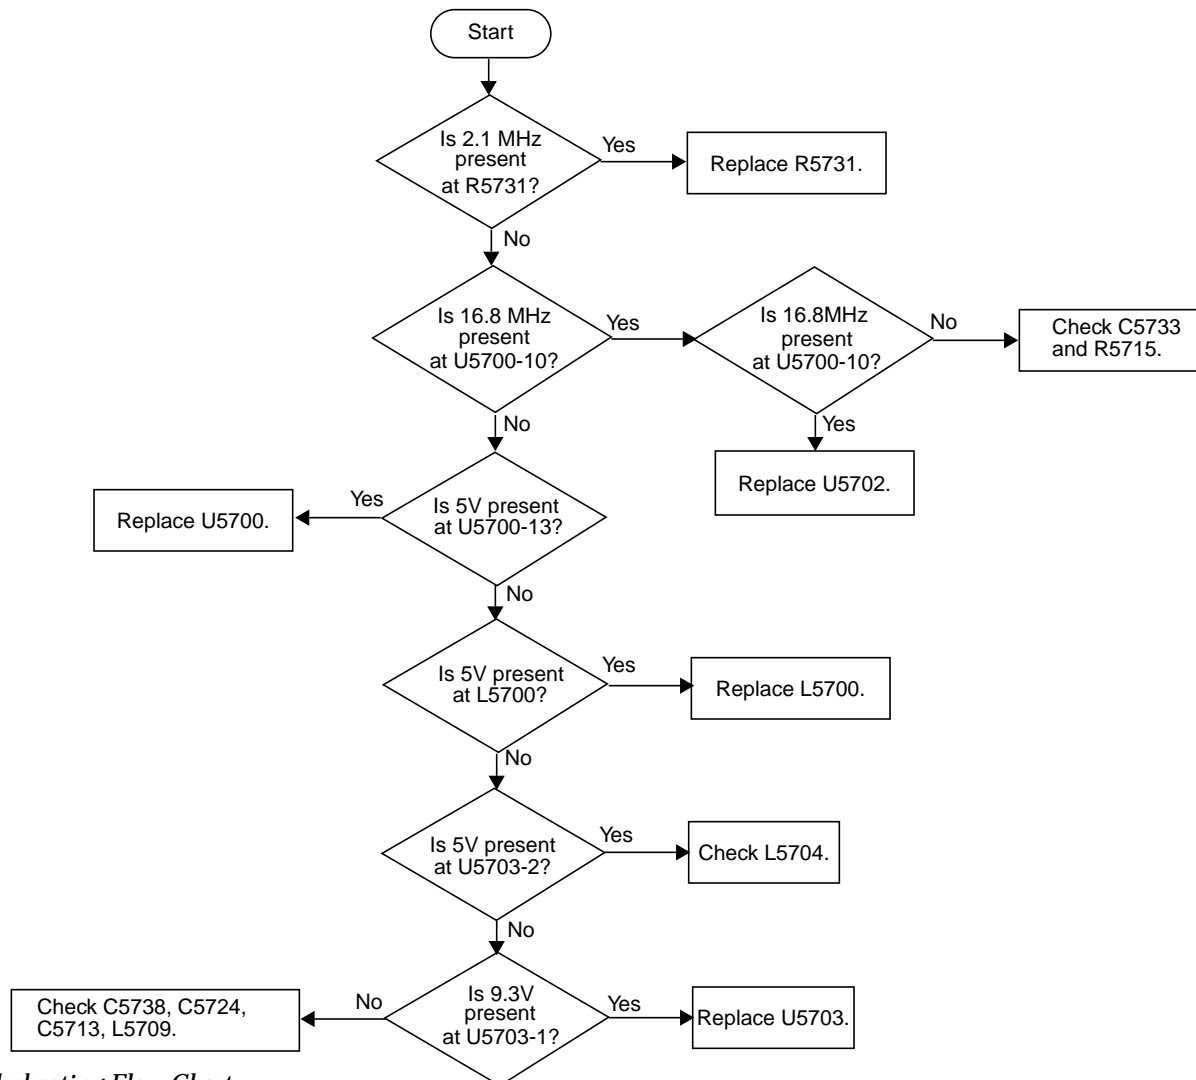 Start
Is 2.1 MHz
present
at R5731?
Yes
Replace R5731.
No
Is 16.8 MHz
present
at U5700-10?
Yes
Is 16.8MHz
present
at U5700-10?
No
Check C5733
and R5715.
No
Yes
Replace U5702.
Is 5V present
at U5700-13?
Yes
Replace U5700.
No
Is 5V present
at L5700?
Yes
Replace L5700.
No
Is 5V present
at U5703-2?
Yes
Check L5704.
No
Is 9.3V
present
at U5703-1?
No
Check C5738, C5724,
C5713, L5709.
Yes
Replace U5703.